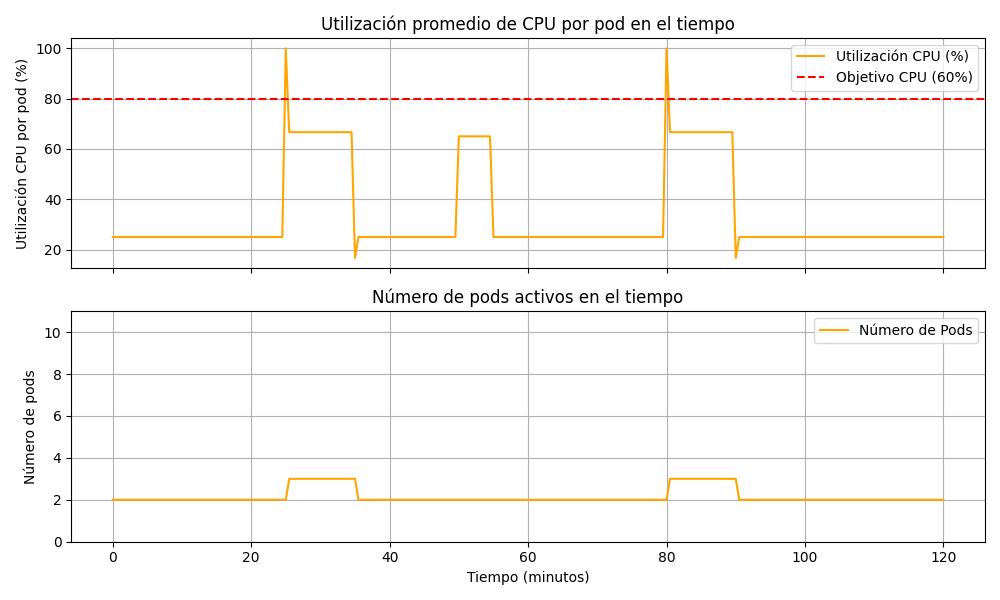 Utilización promedio de CPU por pod en el tiempo
Utilización CPU por pod (%)
100
80
60
40
20
Utilización CPU (%)
Objetivo CPU (60%)
Número de pods activos en el tiempo
Número de pods
10
8
6
4
2
0
Número de Pods
0 20 40 60 80 100 120
Tiempo (minutos)